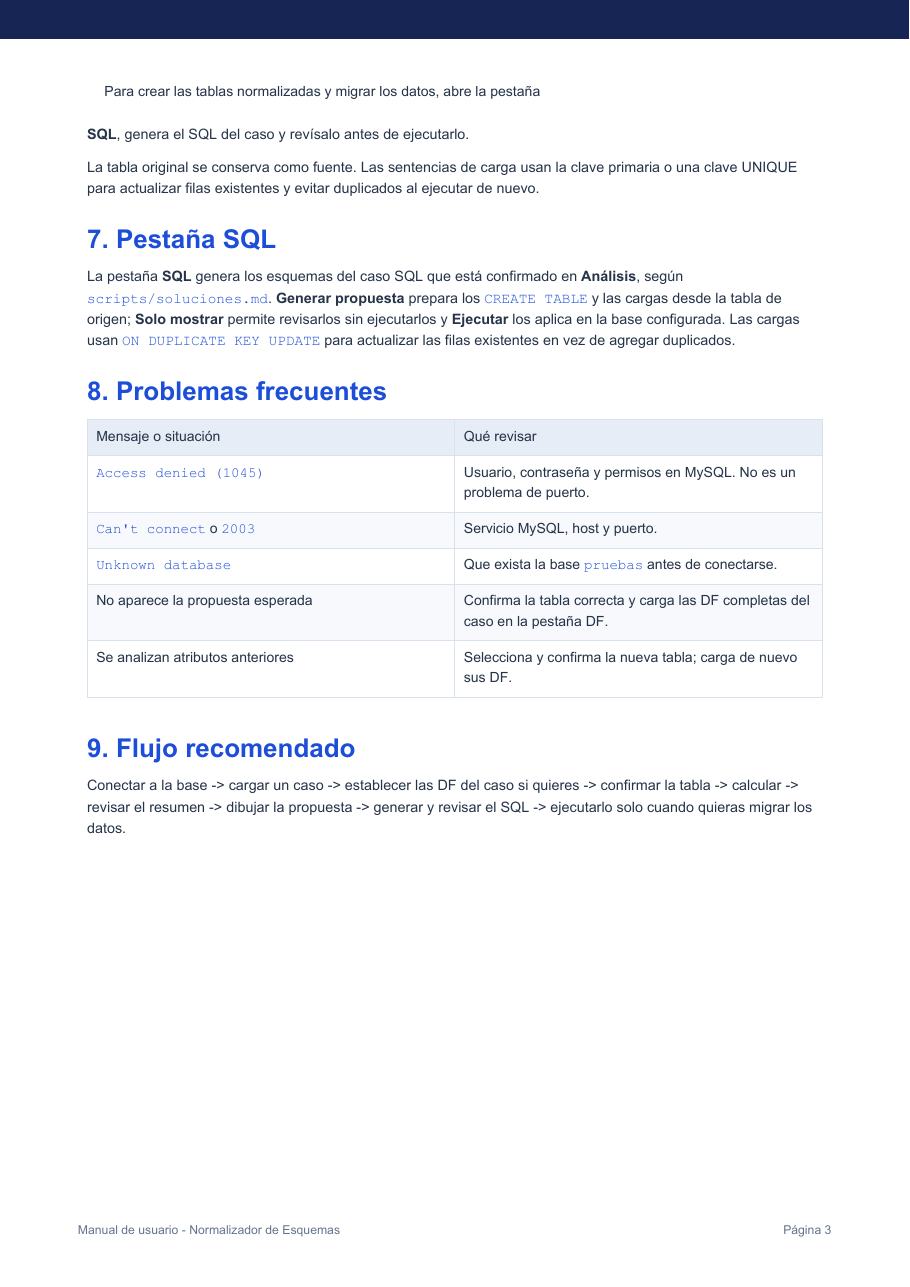 Para crear las tablas normalizadas y migrar los datos, abre la pestaña
SQL, genera el SQL del caso y revísalo antes de ejecutarlo.
La tabla original se conserva como fuente. Las sentencias de carga usan la clave primaria o una clave UNIQUE
para actualizar filas existentes y evitar duplicados al ejecutar de nuevo.
7. Pestaña SQL
La pestaña SQL genera los esquemas del caso SQL que está confirmado en Análisis, según
scripts/soluciones.md. Generar propuesta prepara los CREATE TABLE y las cargas desde la tabla de
origen; Solo mostrar permite revisarlos sin ejecutarlos y Ejecutar los aplica en la base configurada. Las cargas
usan ON DUPLICATE KEY UPDATE para actualizar las filas existentes en vez de agregar duplicados.
8. Problemas frecuentes
Mensaje o situación
Qué revisar
Access denied (1045)
Usuario, contraseña y permisos en MySQL. No es un
problema de puerto.
Can't connect o 2003
Servicio MySQL, host y puerto.
Unknown database
Que exista la base pruebas antes de conectarse.
No aparece la propuesta esperada
Confirma la tabla correcta y carga las DF completas del
caso en la pestaña DF.
Se analizan atributos anteriores
Selecciona y confirma la nueva tabla; carga de nuevo
sus DF.
9. Flujo recomendado
Conectar a la base -> cargar un caso -> establecer las DF del caso si quieres -> confirmar la tabla -> calcular ->
revisar el resumen -> dibujar la propuesta -> generar y revisar el SQL -> ejecutarlo solo cuando quieras migrar los
datos.
Manual de usuario - Normalizador de Esquemas
Página 3